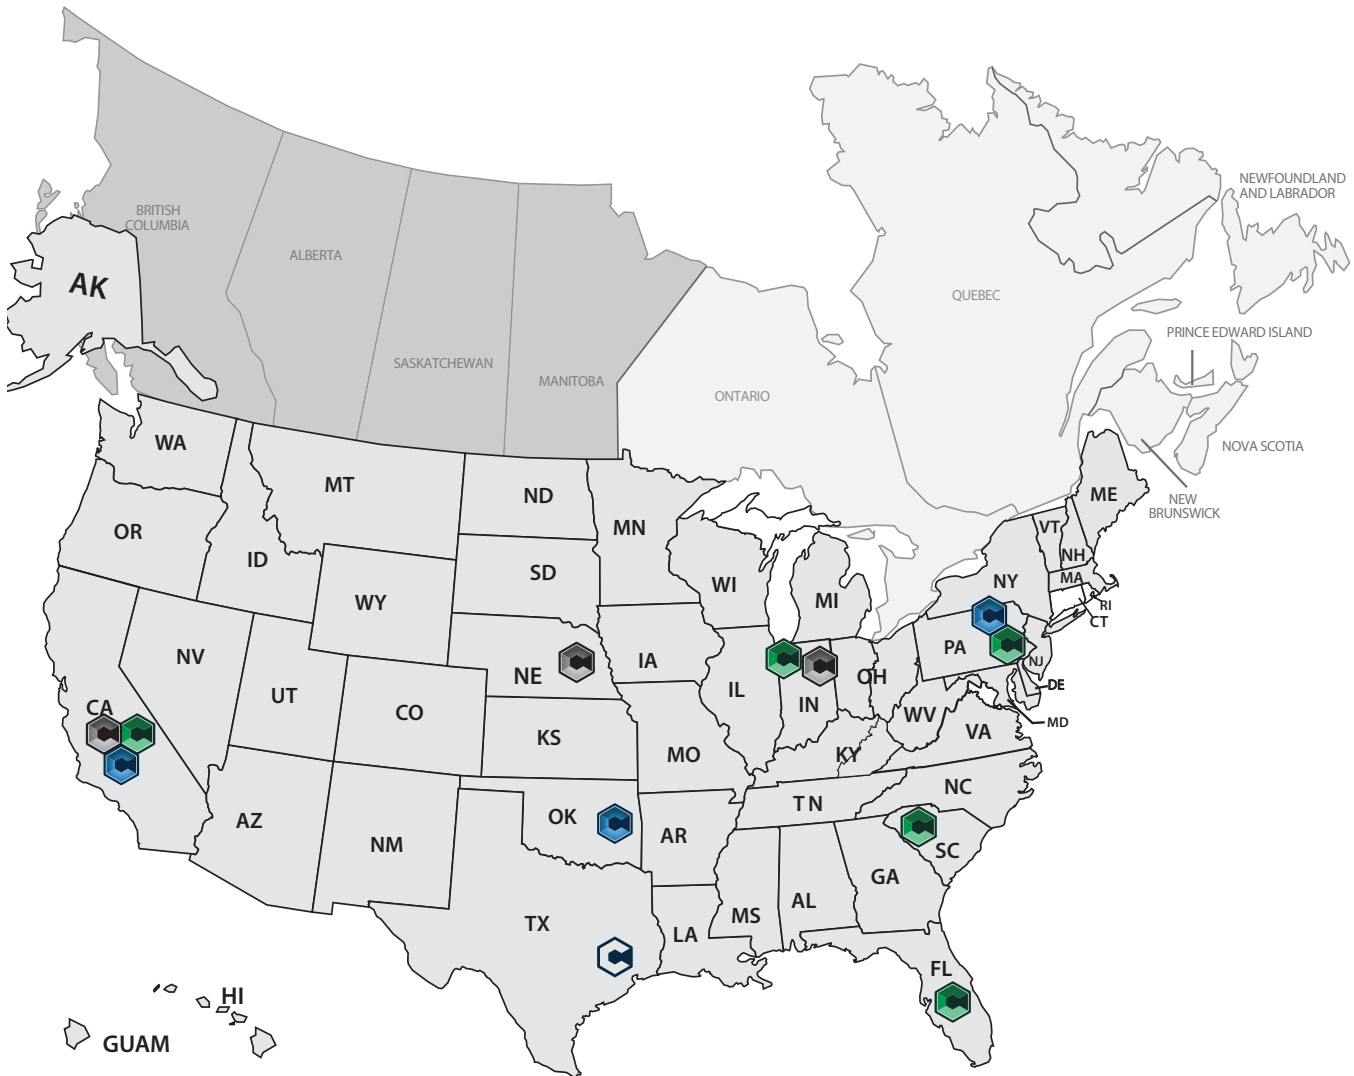 NEWFOUNDLAND
AND LABRADOR
BRITISH
COLUMBIA
ALBERTA
AK
QUEBEC
PRINCE EDWARD ISLAND
SASKATCHEWAN
MANITOBA
ONTARIO
WA
NOVA SCOTIA
MT
ND
ME
NEW
BRUNSWICK
OR
MN
VT
ID
NH
SD
WI
NY
MA
WY
MI
RI
CT
NV
NE
IA
PA
NJ
UT
IL
OH
DE
CA
CO
IN
WV
MD
KS
MO
KY
VA
NC
TN
AZ
OK
AR
NM
SC
GA
TX
MS
AL
LA
FL
HI
GUAM